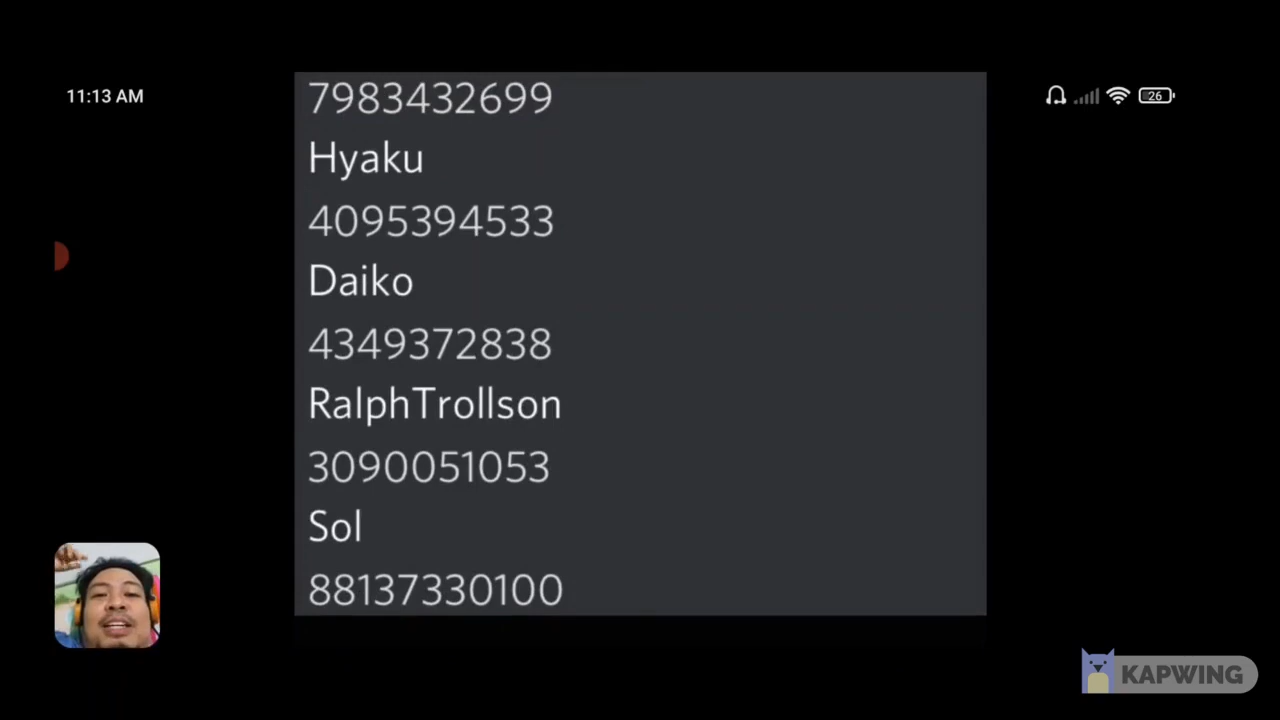 11:13 AM
26
7983432699
Hyaku
4095394533
Daiko
4349372838
RalphTrollson
3090051053
Sol
88137330100
KAPWING